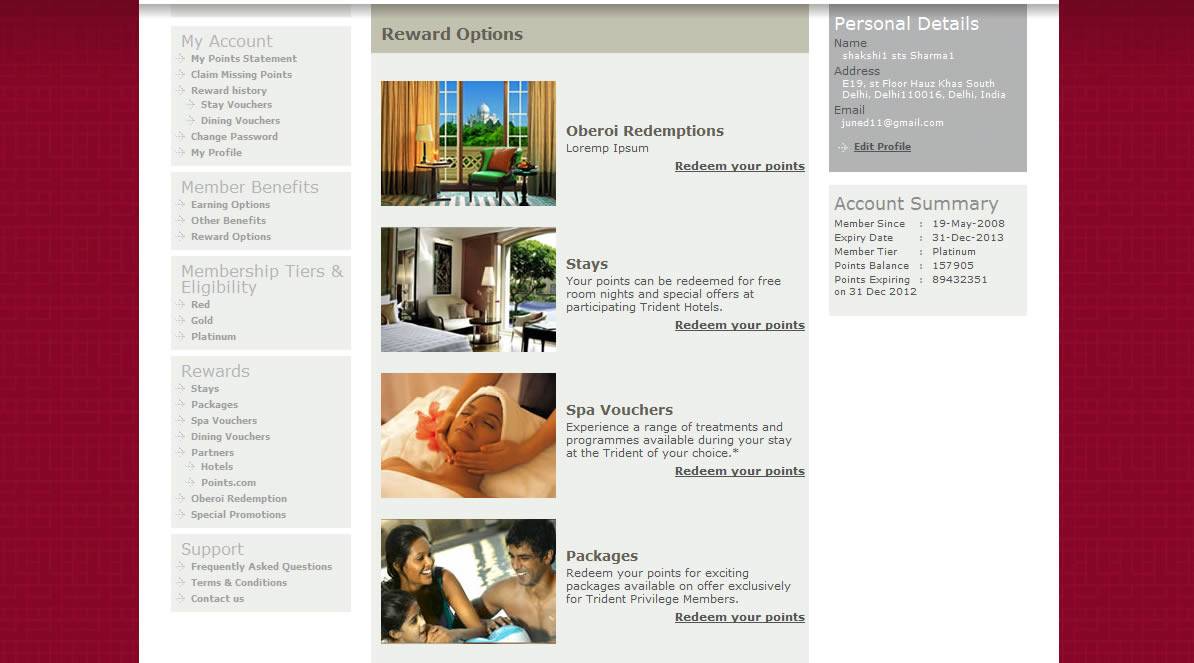 My Account
My Points Statement
Claim Missing Points
Reward history
Stay Vouchers
Dining Vouchers
Change Password
My Profile
Member Benefits
Earning Options
Other Benefits
Reward Options
Membership Tiers &
Eligibility
Red
Gold
Platinum
Rewards
Stays
Packages
Spa Vouchers
Dining Vouchers
Partners
Hotels
Points.com
Oberoi Redemption
Special Promotions
Support
Frequently Asked Questions
Terms & Conditions
Contact us
Reward Options
Oberoi Redemptions
Loremp Ipsum
Redeem your points
Stays
Your points can be redeemed for free
room nights and special offers at
participating Trident Hotels.
Redeem your points
Spa Vouchers
Experience a range of treatments and
programmes available during your stay
at the Trident of your choice.*
Redeem your points
Packages
Redeem your points for exciting
packages available on offer exclusively
for Trident Privilege Members.
Redeem your points
Personal Details
Name
shakshi1 sts Sharma1
Address
E19, st Floor Hauz Khas South
Delhi, Delhi110016, Delhi, India
Email
juned11@gmail.com
Edit Profile
Account Summary
Member Since : 19-May-2008
Expiry Date : 31-Dec-2013
Member Tier : Platinum
Points Balance : 157905
Points Expiring : 89432351
on 31 Dec 2012